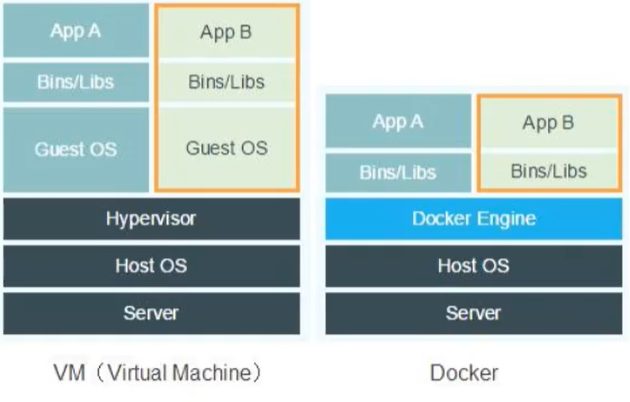 App A
App B
Bins/Libs
Bins/Libs
Guest OS
Guest OS
Hypervisor
Host OS
Server
VM（Virtual Machine）
App A
App B
Bins/Libs
Bins/Libs
Docker Engine
Host OS
Server
Docker